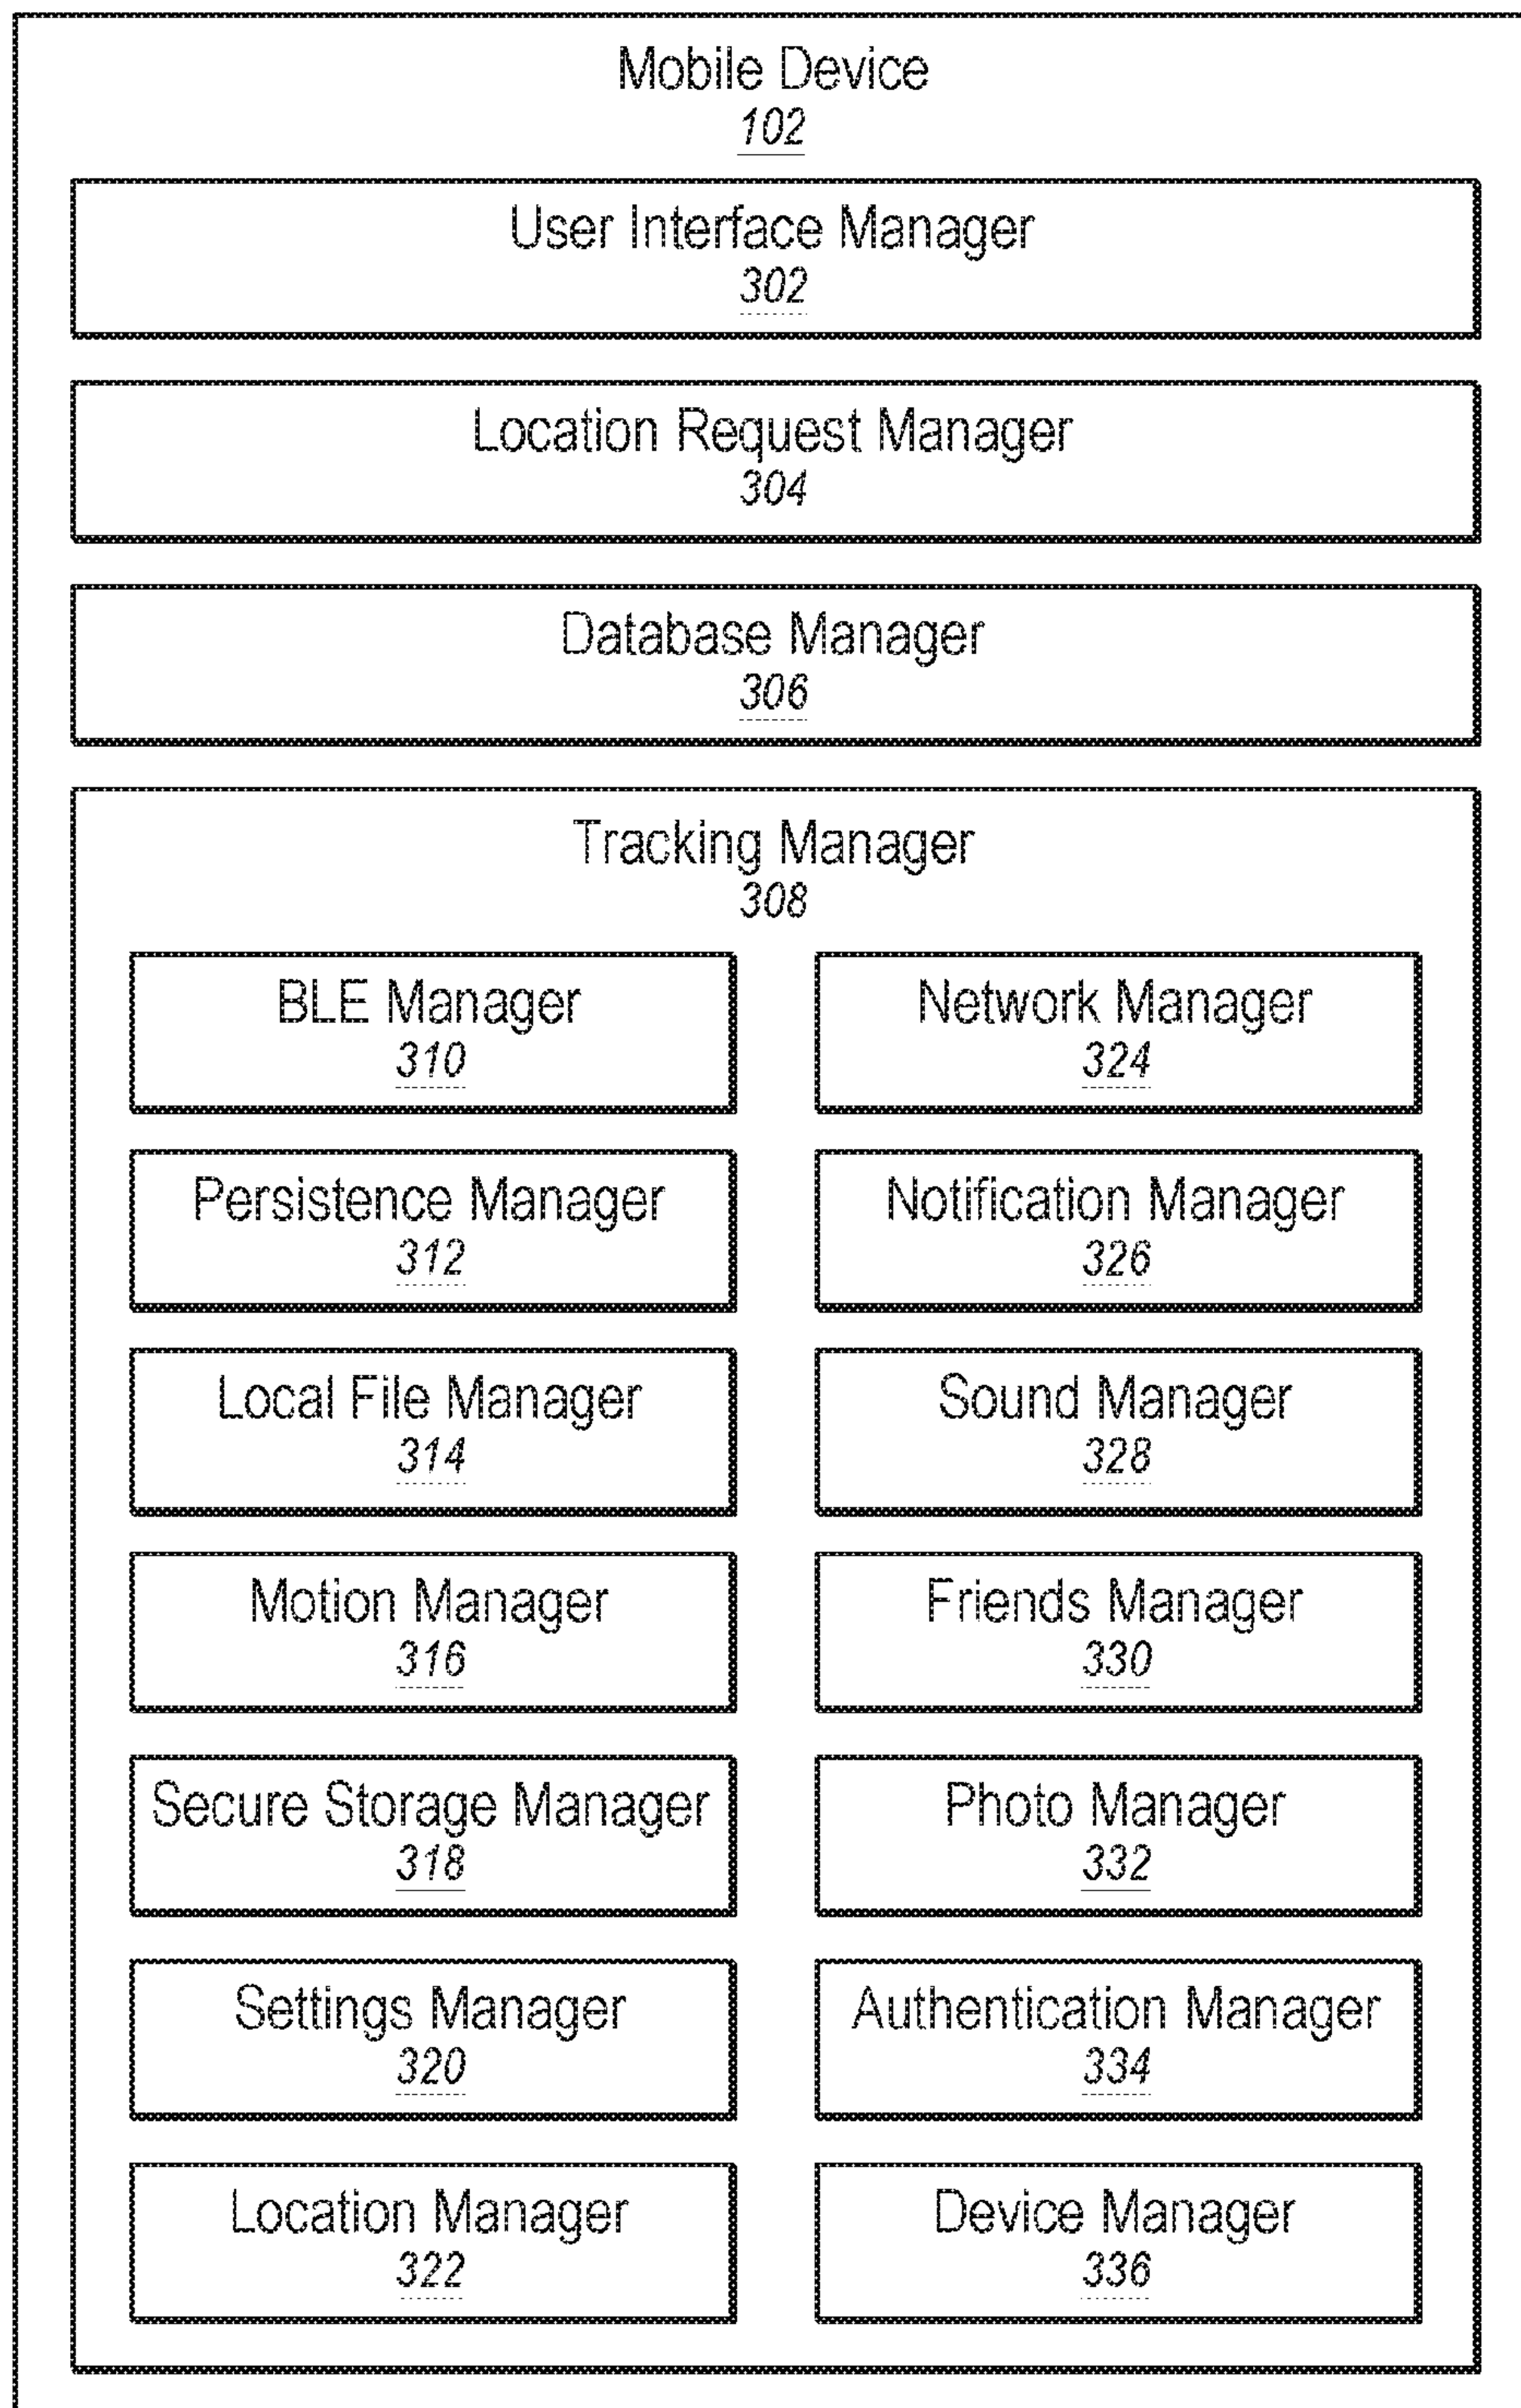 Mobile Device
102
User Interface Manager
302
Location Request Manager
304
Database Manager
306
Tracking Manager
308
BLE Manager
310
Network Manager
324
Persistence Manager
312
Notification Manager
326
Local File Manager
314
Sound Manager
328
Motion Manager
316
Friends Manager
330
Secure Storage Manager
318
Photo Manager
332
Settings Manager
320
Authentication Manager
334
Location Manager
322
Device Manager
336